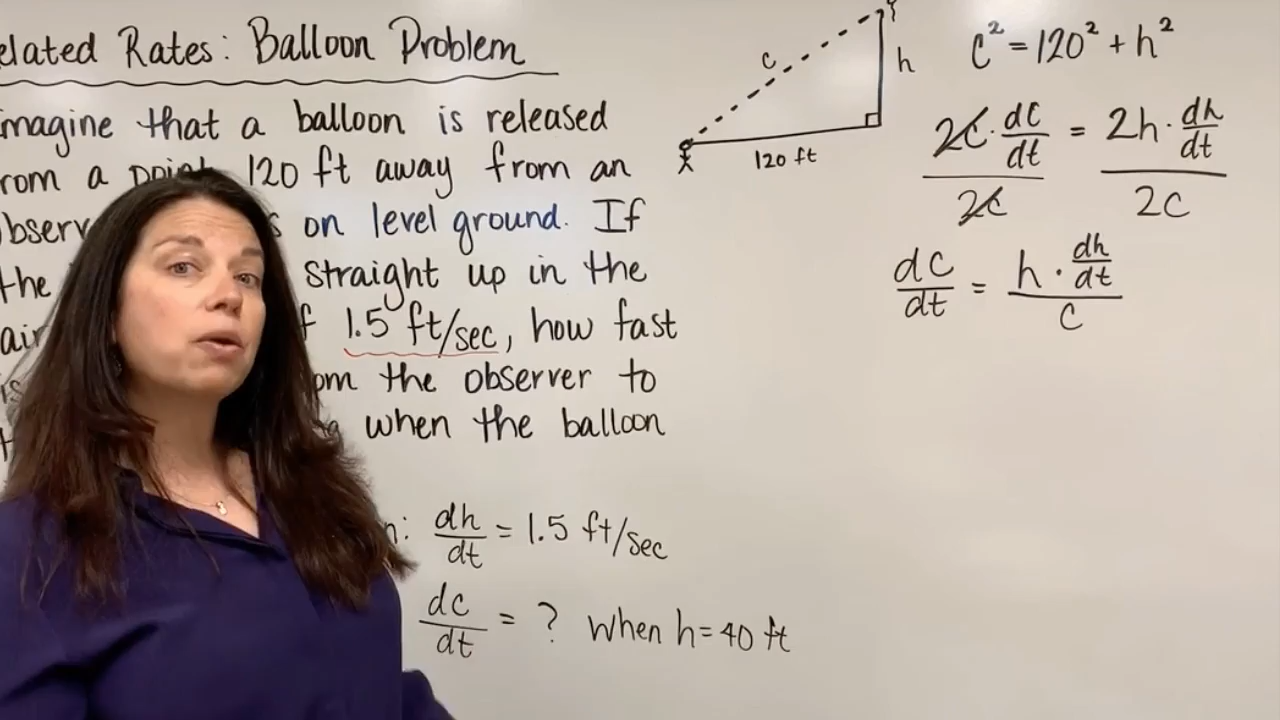 elated Rates: Balloon Problem
magine that a balloon is released
rom a point 120 ft away from an
bserv on level ground. If
the straight up in the
air 1.5 ft/sec, how fast
om the observer to
when the balloon
dh/dt = 1.5 ft/sec
dc/dt = ? when h = 40 ft
c
h
120 ft
c² = 120² + h²
2c · dc/dt = 2h · dh/dt
2c 2c
dc/dt = h · dh/dt
c